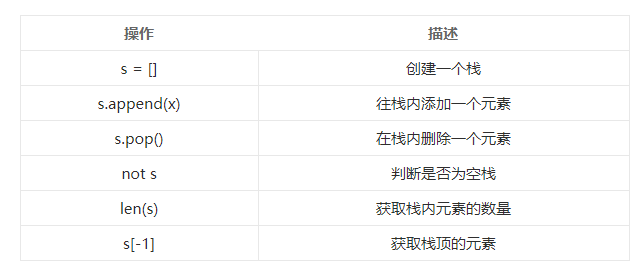 操作 描述
s = [] 创建一个栈
s.append(x) 往栈内添加一个元素
s.pop() 在栈内删除一个元素
not s 判断是否为空栈
len(s) 获取栈内元素的数量
s[-1] 获取栈顶的元素